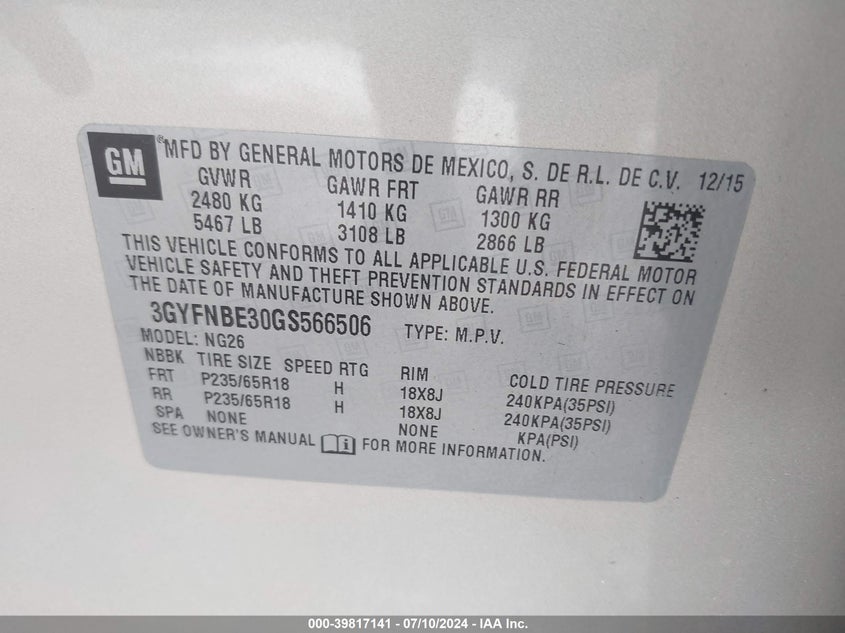 GM ® MFD BY GENERAL MOTORS DE MEXICO, S. DE R.L. DE C.V. 12/15
GVWR GAWR FRT GAWR RR
2480 KG 1410 KG 1300 KG
5467 LB 3108 LB 2866 LB
THIS VEHICLE CONFORMS TO ALL APPLICABLE U.S. FEDERAL MOTOR
VEHICLE SAFETY AND THEFT PREVENTION STANDARDS IN EFFECT ON
THE DATE OF MANUFACTURE SHOWN ABOVE.
3GYFNBE30GS566506 TYPE: M.P.V.
MODEL: NG26
NBBK TIRE SIZE SPEED RTG RIM COLD TIRE PRESSURE
FRT P235/65R18 H 18X8J 240KPA(35PSI)
RR P235/65R18 H 18X8J 240KPA(35PSI)
SPA NONE NONE KPA(PSI)
SEE OWNER'S MANUAL i FOR MORE INFORMATION.
000-39817141 - 07/10/2024 - IAA Inc.